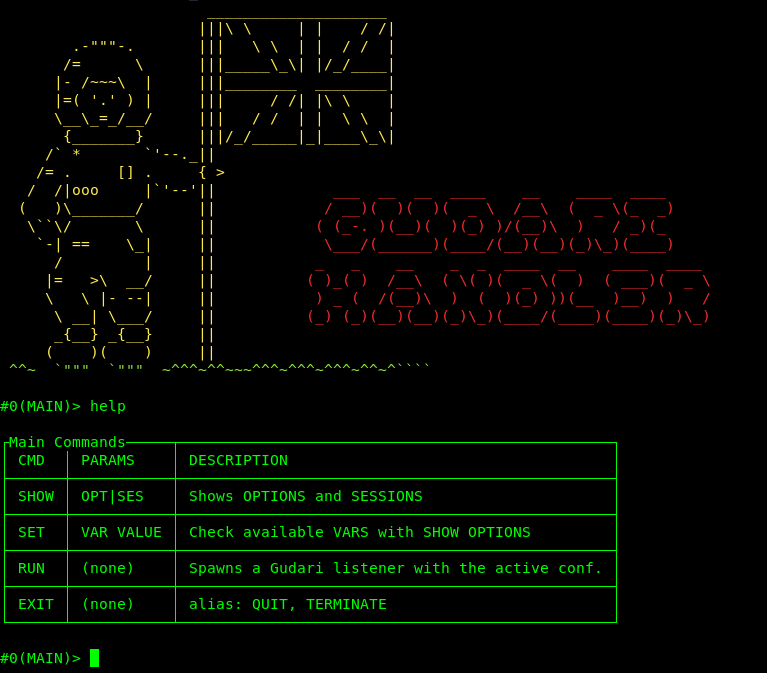 GUDARI
HANDLER
#0(MAIN)> help
Main Commands
CMD PARAMS DESCRIPTION
SHOW OPT|SES Shows OPTIONS and SESSIONS
SET VAR VALUE Check available VARS with SHOW OPTIONS
RUN (none) Spawns a Gudari listener with the active conf.
EXIT (none) alias: QUIT, TERMINATE
#0(MAIN)>